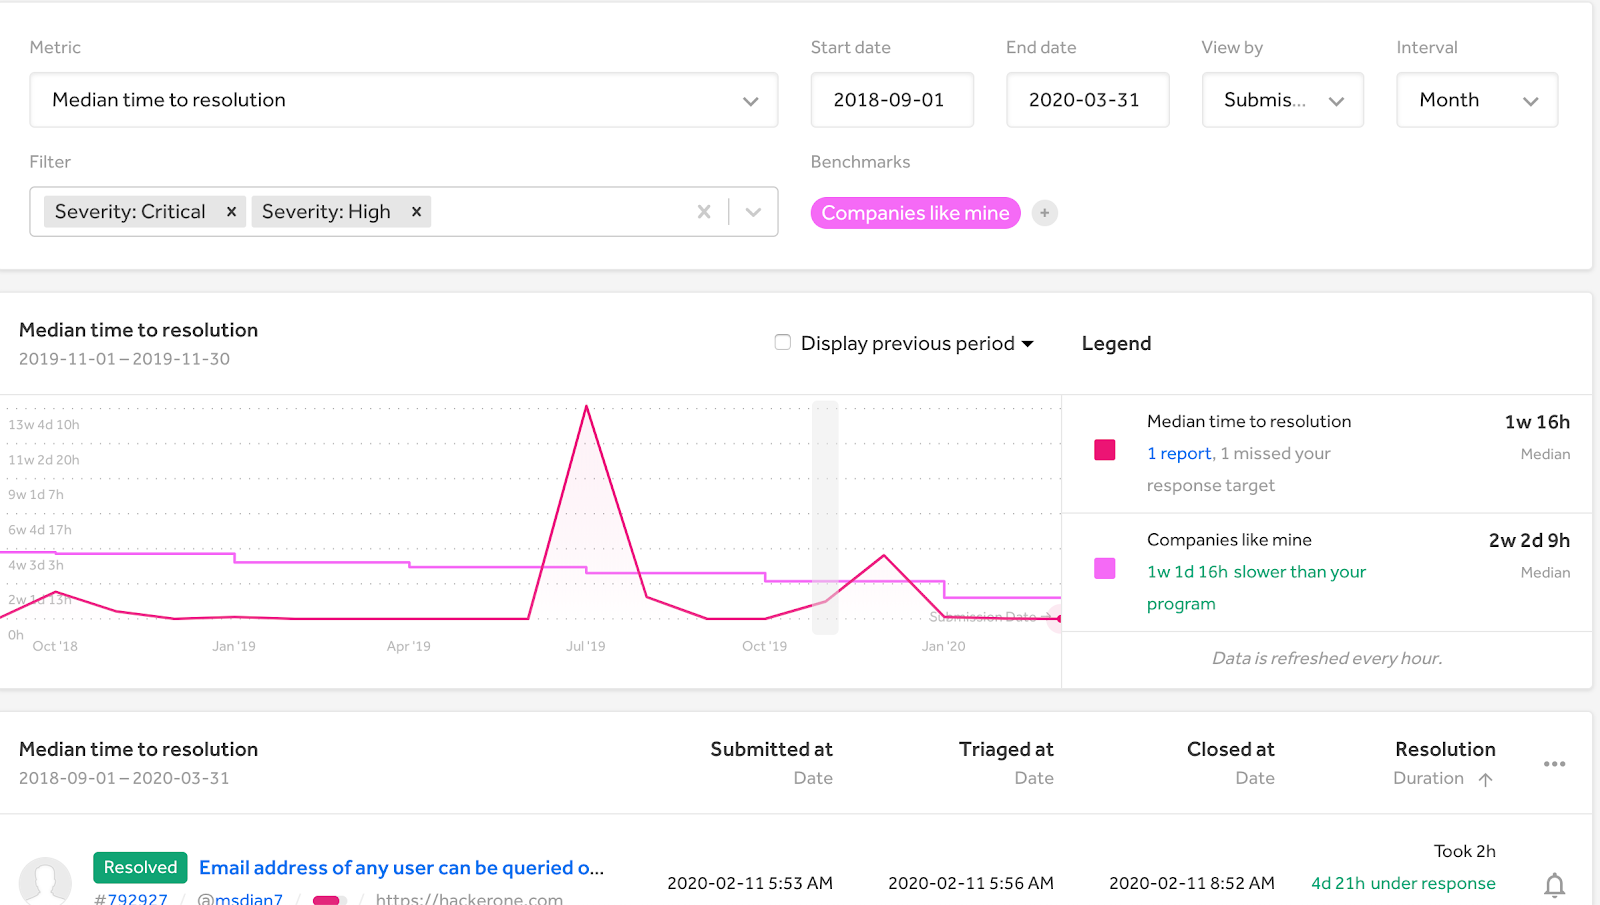 Metric
Start date
End date
View by
Interval
Median time to resolution
2018-09-01
2020-03-31
Submis...
Month
Filter
Benchmarks
Severity: Critical ×
Severity: High ×
Companies like mine
+
Median time to resolution
2019-11-01 – 2019-11-30
Display previous period
Legend
13w 4d 10h
11w 2d 20h
9w 1d 7h
6w 4d 17h
4w 3d 3h
2w 1d 13h
0h
Submission Date
Oct '18
Jan '19
Apr '19
Jul '19
Oct '19
Jan '20
Median time to resolution
1w 16h
1 report, 1 missed your
response target
Median
Companies like mine
2w 2d 9h
1w 1d 16h slower than your
program
Median
Data is refreshed every hour.
Median time to resolution
2018-09-01 – 2020-03-31
Submitted at
Date
Triaged at
Date
Closed at
Date
Resolution
Duration ↑
Resolved
Email address of any user can be queried o...
#792927 / @msdian7 / / https://hackerone.com
2020-02-11 5:53 AM
2020-02-11 5:56 AM
2020-02-11 8:52 AM
Took 2h
4d 21h under response